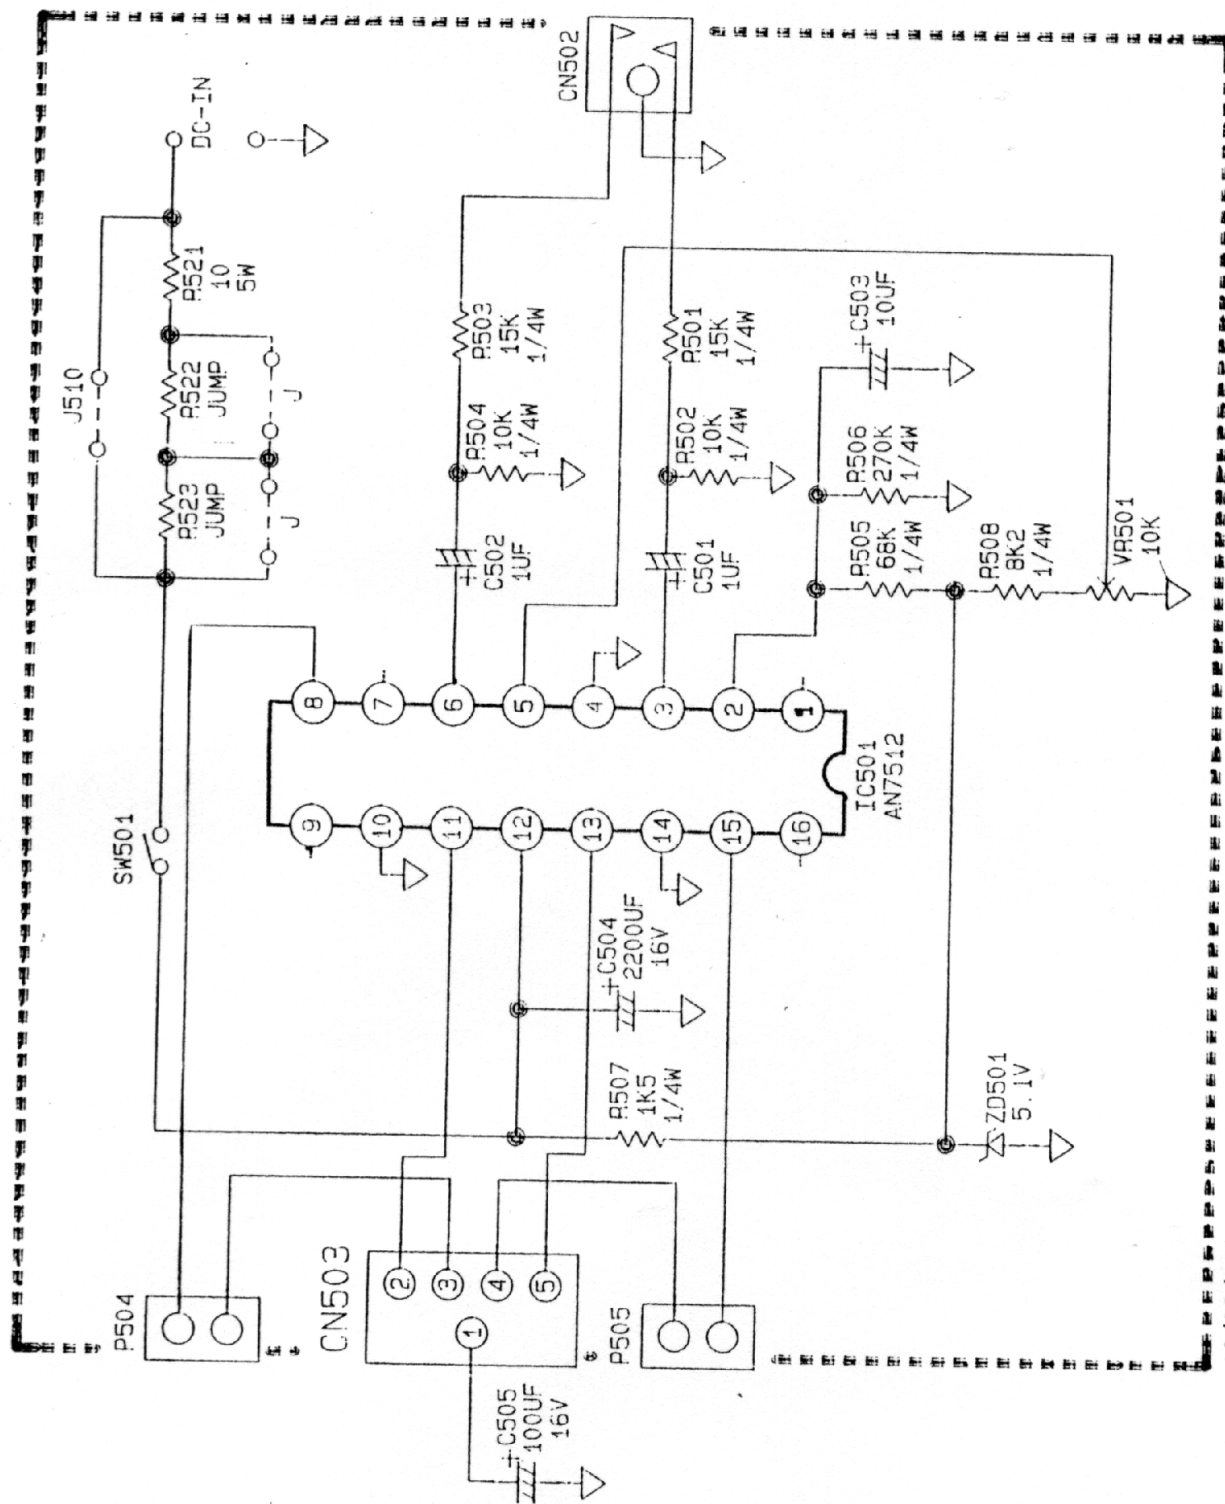 CN502
DC-IN
R521
10
5W
J510
R522
JUMP
J
R523
JUMP
J
R503
15K
1/4W
R501
15K
1/4W
+
C503
10UF
R504
10K
1/4W
R502
10K
1/4W
R506
270K
1/4W
+
C502
1UF
+
C501
1UF
R505
68K
1/4W
R508
8K2
1/4W
VR501
10K
8
7
6
5
4
3
2
1
SW501
9
10
11
12
13
14
15
16
IC501
AN7512
+
C504
2200UF
16V
R507
1K5
1/4W
ZD501
5.1V
P504
CN503
2
3
4
5
1
P505
+
C505
100UF
16V